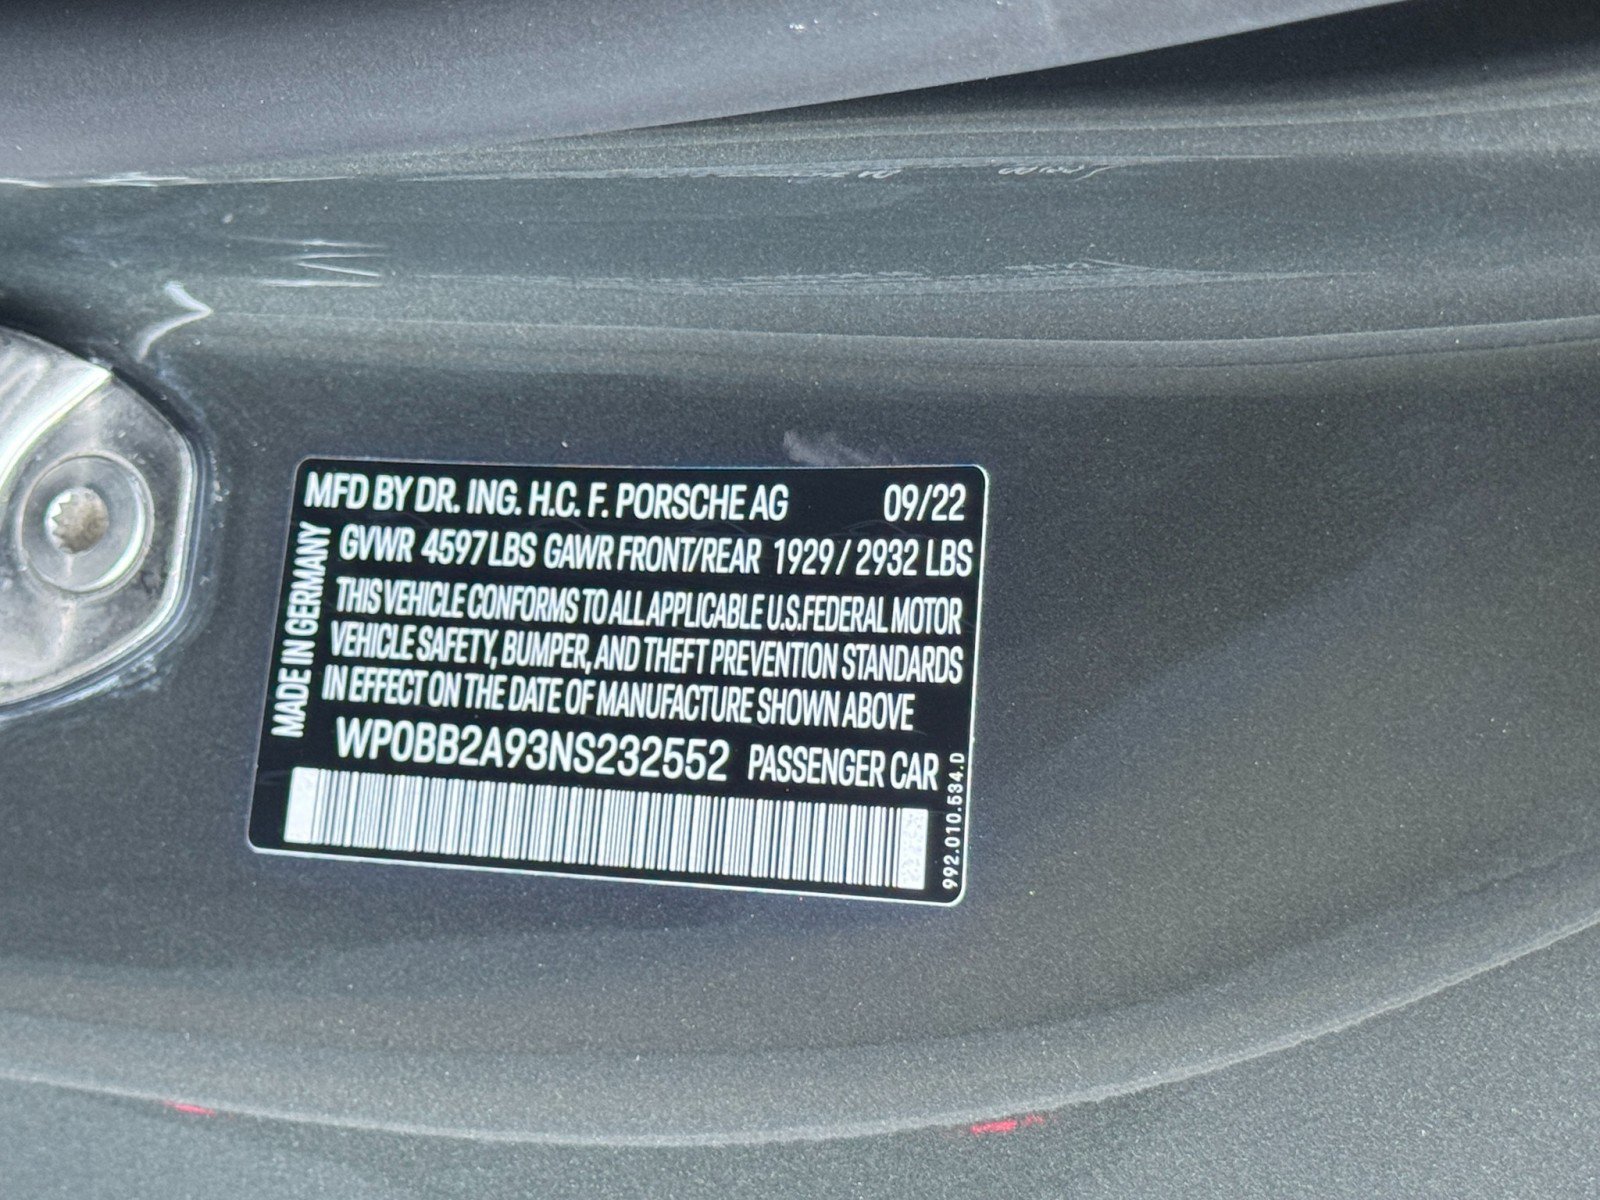 MFD BY DR. ING. H.C. F. PORSCHE AG 09/22
GVWR 4597 LBS GAWR FRONT/REAR 1929 / 2932 LBS
THIS VEHICLE CONFORMS TO ALL APPLICABLE U.S. FEDERAL MOTOR
VEHICLE SAFETY, BUMPER, AND THEFT PREVENTION STANDARDS
IN EFFECT ON THE DATE OF MANUFACTURE SHOWN ABOVE
WP0BB2A93NS232552 PASSENGER CAR
MADE IN GERMANY
992.010.534.D